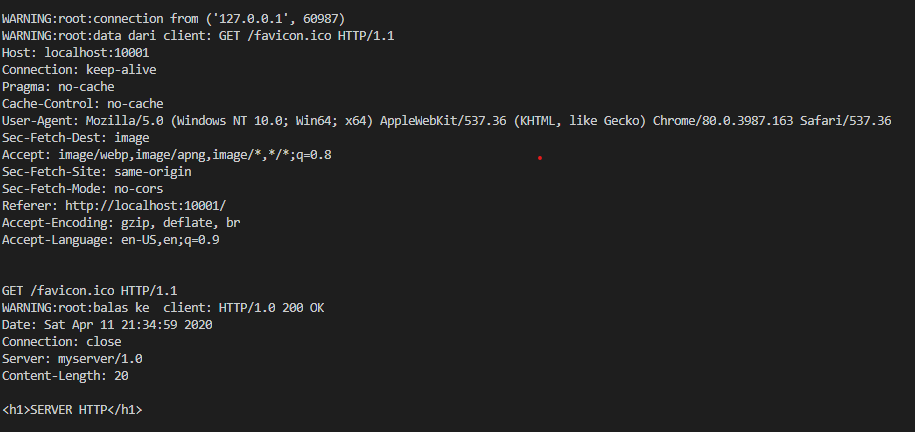 WARNING:root:connection from ('127.0.0.1', 60987)
WARNING:root:data dari client: GET /favicon.ico HTTP/1.1
Host: localhost:10001
Connection: keep-alive
Pragma: no-cache
Cache-Control: no-cache
User-Agent: Mozilla/5.0 (Windows NT 10.0; Win64; x64) AppleWebKit/537.36 (KHTML, like Gecko) Chrome/80.0.3987.163 Safari/537.36
Sec-Fetch-Dest: image
Accept: image/webp,image/apng,image/*,*/*;q=0.8
Sec-Fetch-Site: same-origin
Sec-Fetch-Mode: no-cors
Referer: http://localhost:10001/
Accept-Encoding: gzip, deflate, br
Accept-Language: en-US,en;q=0.9
GET /favicon.ico HTTP/1.1
WARNING:root:balas ke  client: HTTP/1.0 200 OK
Date: Sat Apr 11 21:34:59 2020
Connection: close
Server: myserver/1.0
Content-Length: 20
<h1>SERVER HTTP</h1>